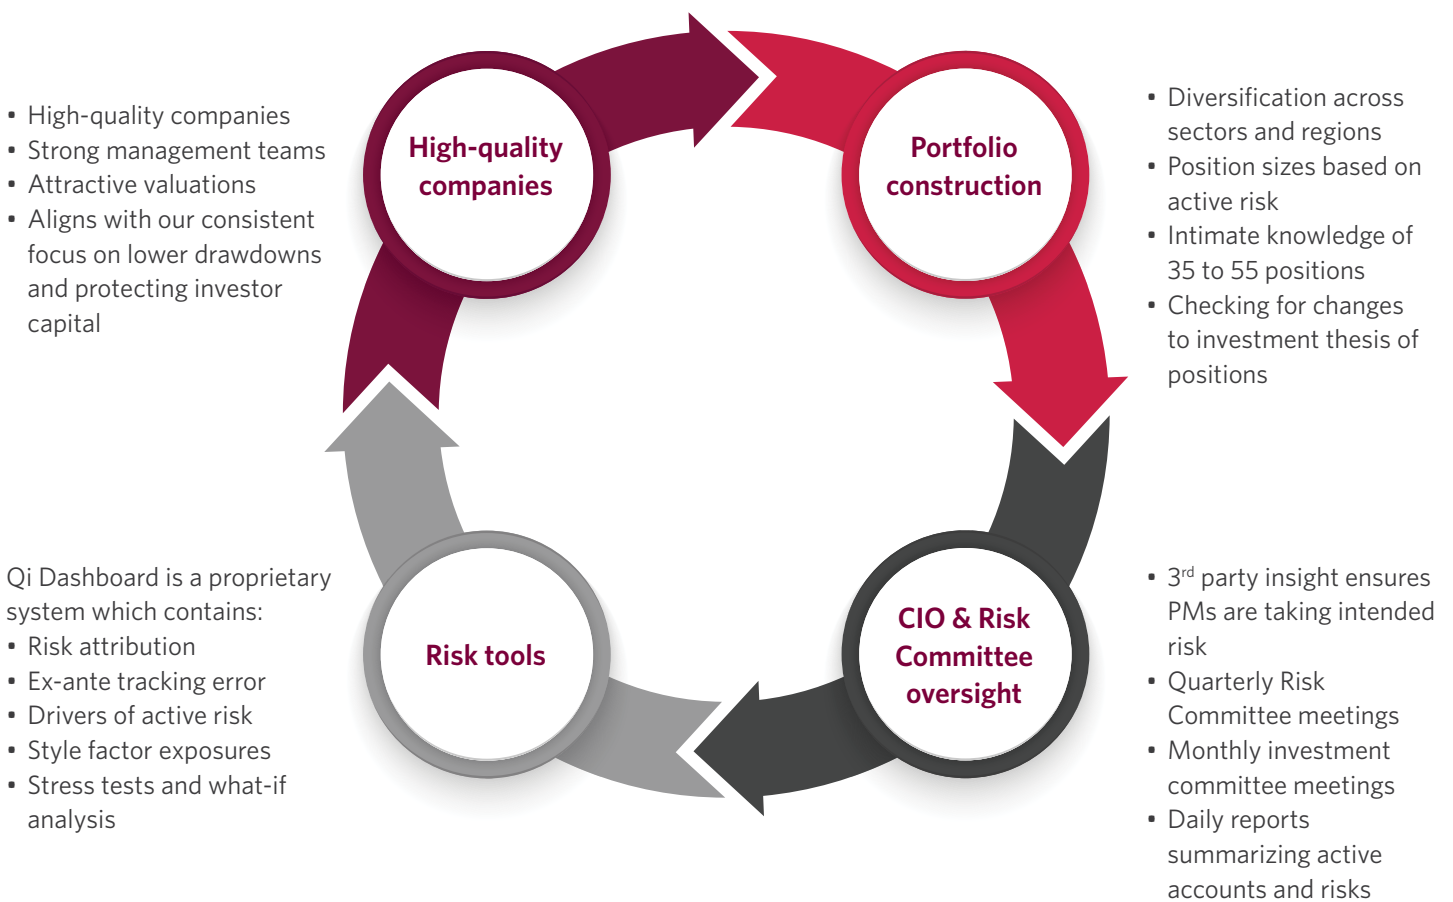 • High-quality companies
• Strong management teams
• Attractive valuations
• Aligns with our consistent
focus on lower drawdowns
and protecting investor
capital
High-quality
companies
Portfolio
construction
• Diversification across
sectors and regions
• Position sizes based on
active risk
• Intimate knowledge of
35 to 55 positions
• Checking for changes
to investment thesis of
positions
Qi Dashboard is a proprietary
system which contains:
• Risk attribution
• Ex-ante tracking error
• Drivers of active risk
• Style factor exposures
• Stress tests and what-if
analysis
Risk tools
CIO & Risk
Committee
oversight
• 3rd party insight ensures
PMs are taking intended
risk
• Quarterly Risk
Committee meetings
• Monthly investment
committee meetings
• Daily reports
summarizing active
accounts and risks